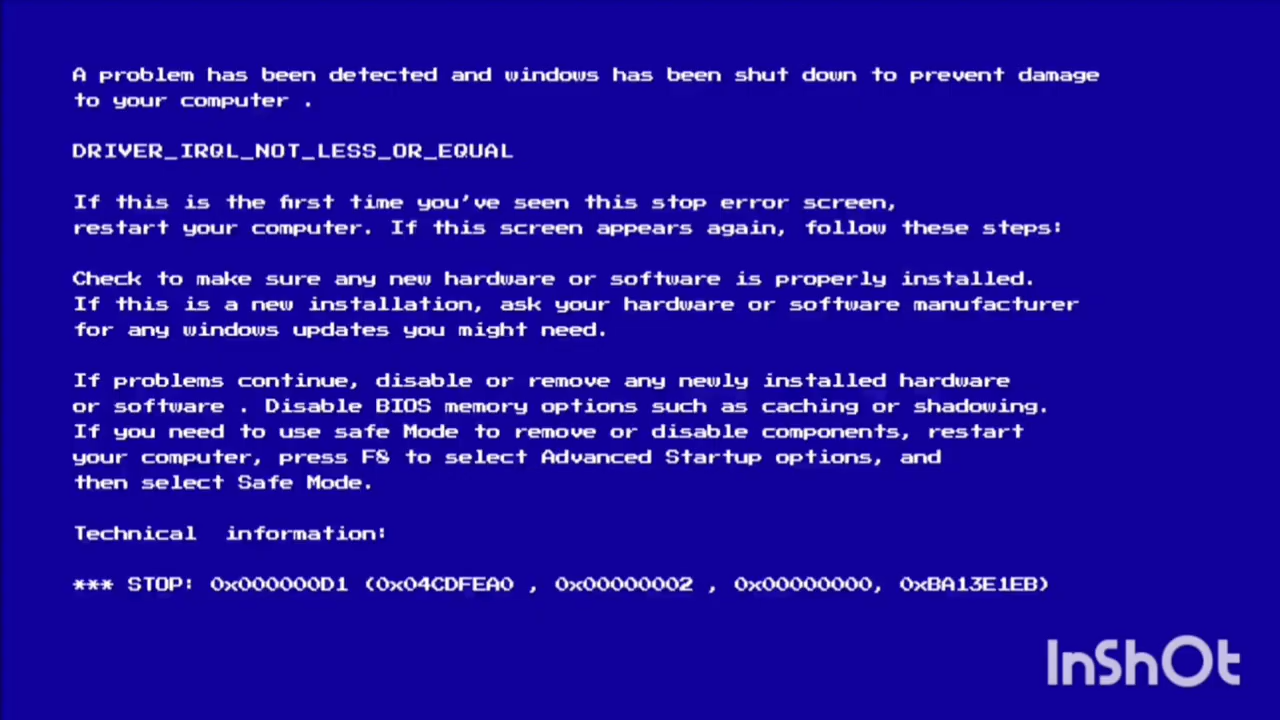 A problem has been detected and windows has been shut down to prevent damage
to your computer .
DRIVER_IRQL_NOT_LESS_OR_EQUAL
If this is the first time you've seen this stop error screen,
restart your computer. If this screen appears again, follow these steps:
Check to make sure any new hardware or software is properly installed.
If this is a new installation, ask your hardware or software manufacturer
for any windows updates you might need.
If problems continue, disable or remove any newly installed hardware
or software . Disable BIOS memory options such as caching or shadowing.
If you need to use safe Mode to remove or disable components, restart
your computer, press F& to select Advanced Startup options, and
then select Safe Mode.
Technical  information:
*** STOP: 0x000000D1 (0x04CDFEA0 , 0x00000002 , 0x00000000, 0xBA13E1EB)
InShOt